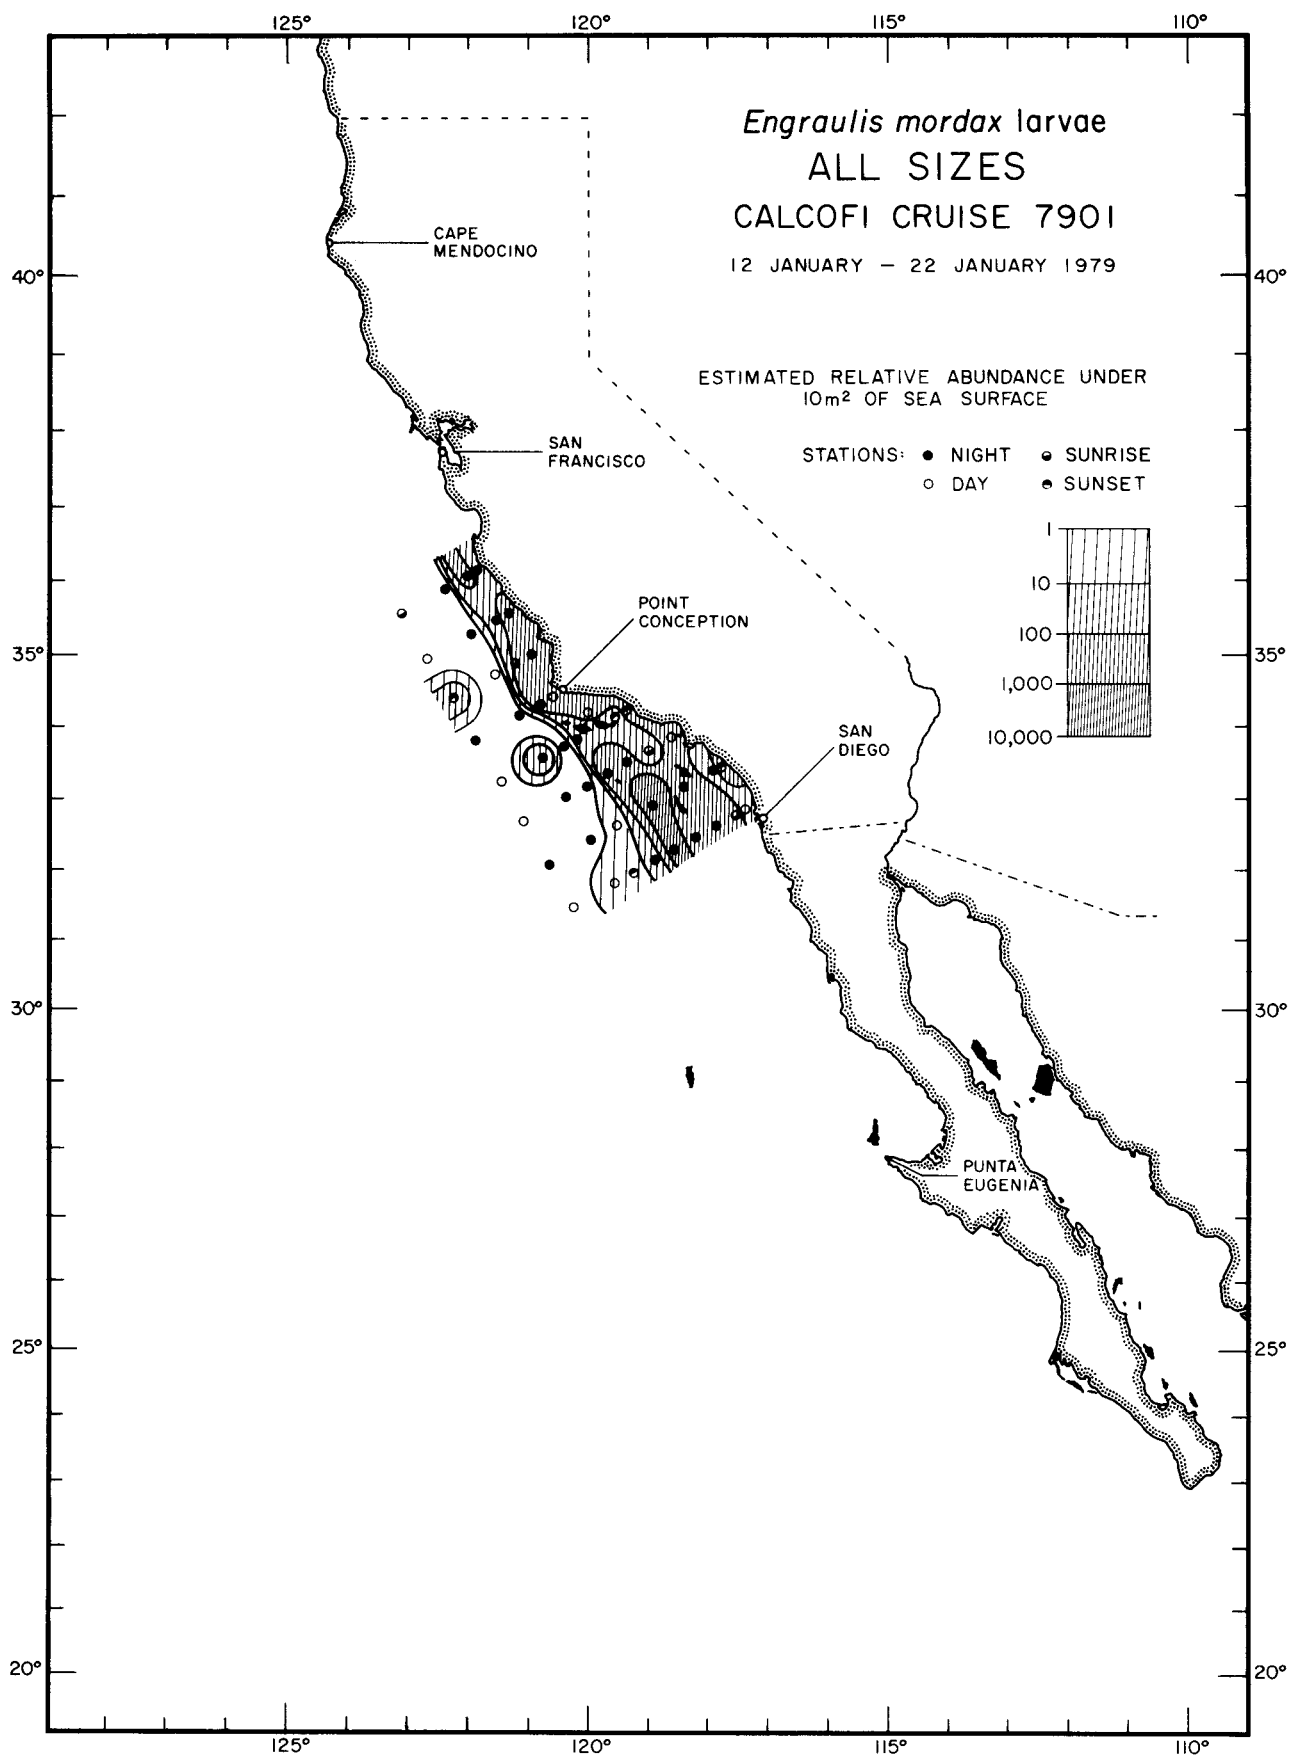 125° 120° 115° 110°
Engraulis mordax larvae
ALL SIZES
CALCOFI CRUISE 7901
12 JANUARY – 22 JANUARY 1979
CAPE
MENDOCINO
40° 40°
ESTIMATED RELATIVE ABUNDANCE UNDER
10m² OF SEA SURFACE
STATIONS: ● NIGHT SUNRISE
○ DAY SUNSET
SAN
FRANCISCO
1
10
100
1,000
10,000
POINT
CONCEPTION
35° 35°
SAN
DIEGO
30° 30°
PUNTA
EUGENIA
25° 25°
20° 20°
125° 120° 115° 110°